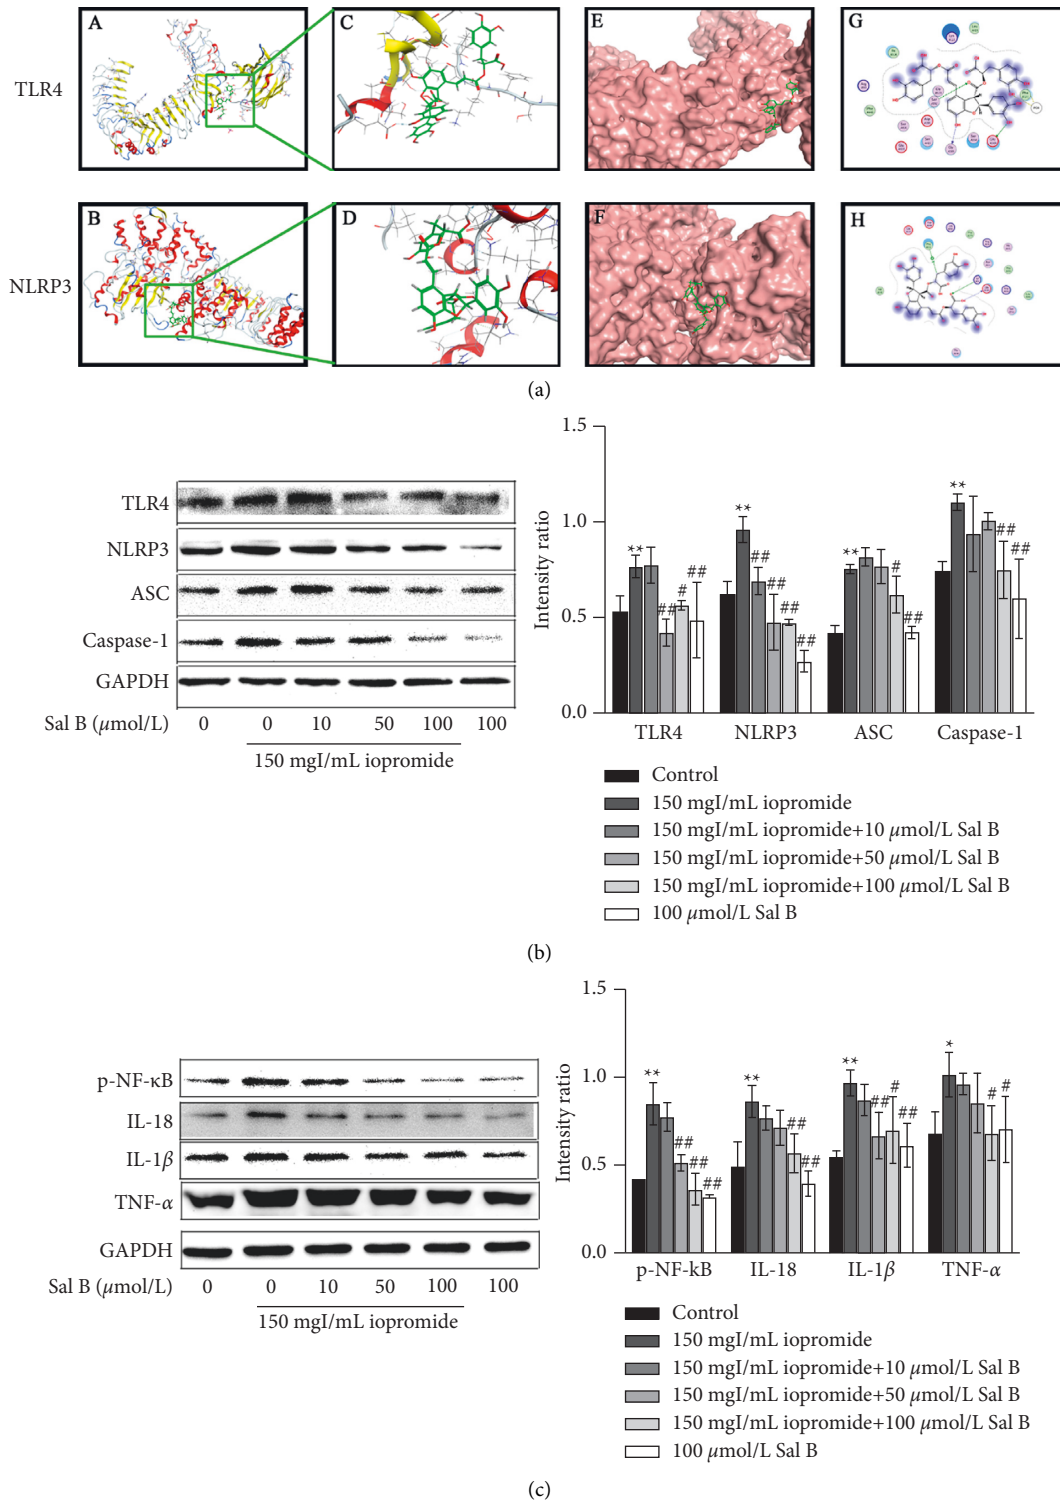 A
C
E
G
TLR4
B
D
F
H
NLRP3
(a)
TLR4
NLRP3
ASC
Caspase-1
GAPDH
Sal B (μmol/L)
0 0 10 50 100 100
150 mgI/mL iopromide
Intensity ratio
1.5
1.0
0.5
0.0
** ## # ##
** ## ## ## ##
** # ##
** ## ##
TLR4 NLRP3 ASC Caspase-1
Control
150 mgI/mL iopromide
150 mgI/mL iopromide+10 μmol/L Sal B
150 mgI/mL iopromide+50 μmol/L Sal B
150 mgI/mL iopromide+100 μmol/L Sal B
100 μmol/L Sal B
(b)
p-NF-κB
IL-18
IL-1β
TNF-α
GAPDH
Sal B (μmol/L)
0 0 10 50 100 100
150 mgI/mL iopromide
Intensity ratio
1.5
1.0
0.5
0.0
** ## ## ##
** ## ##
** ## # ##
* # #
p-NF-kB IL-18 IL-1β TNF-α
Control
150 mgI/mL iopromide
150 mgI/mL iopromide+10 μmol/L Sal B
150 mgI/mL iopromide+50 μmol/L Sal B
150 mgI/mL iopromide+100 μmol/L Sal B
100 μmol/L Sal B
(c)